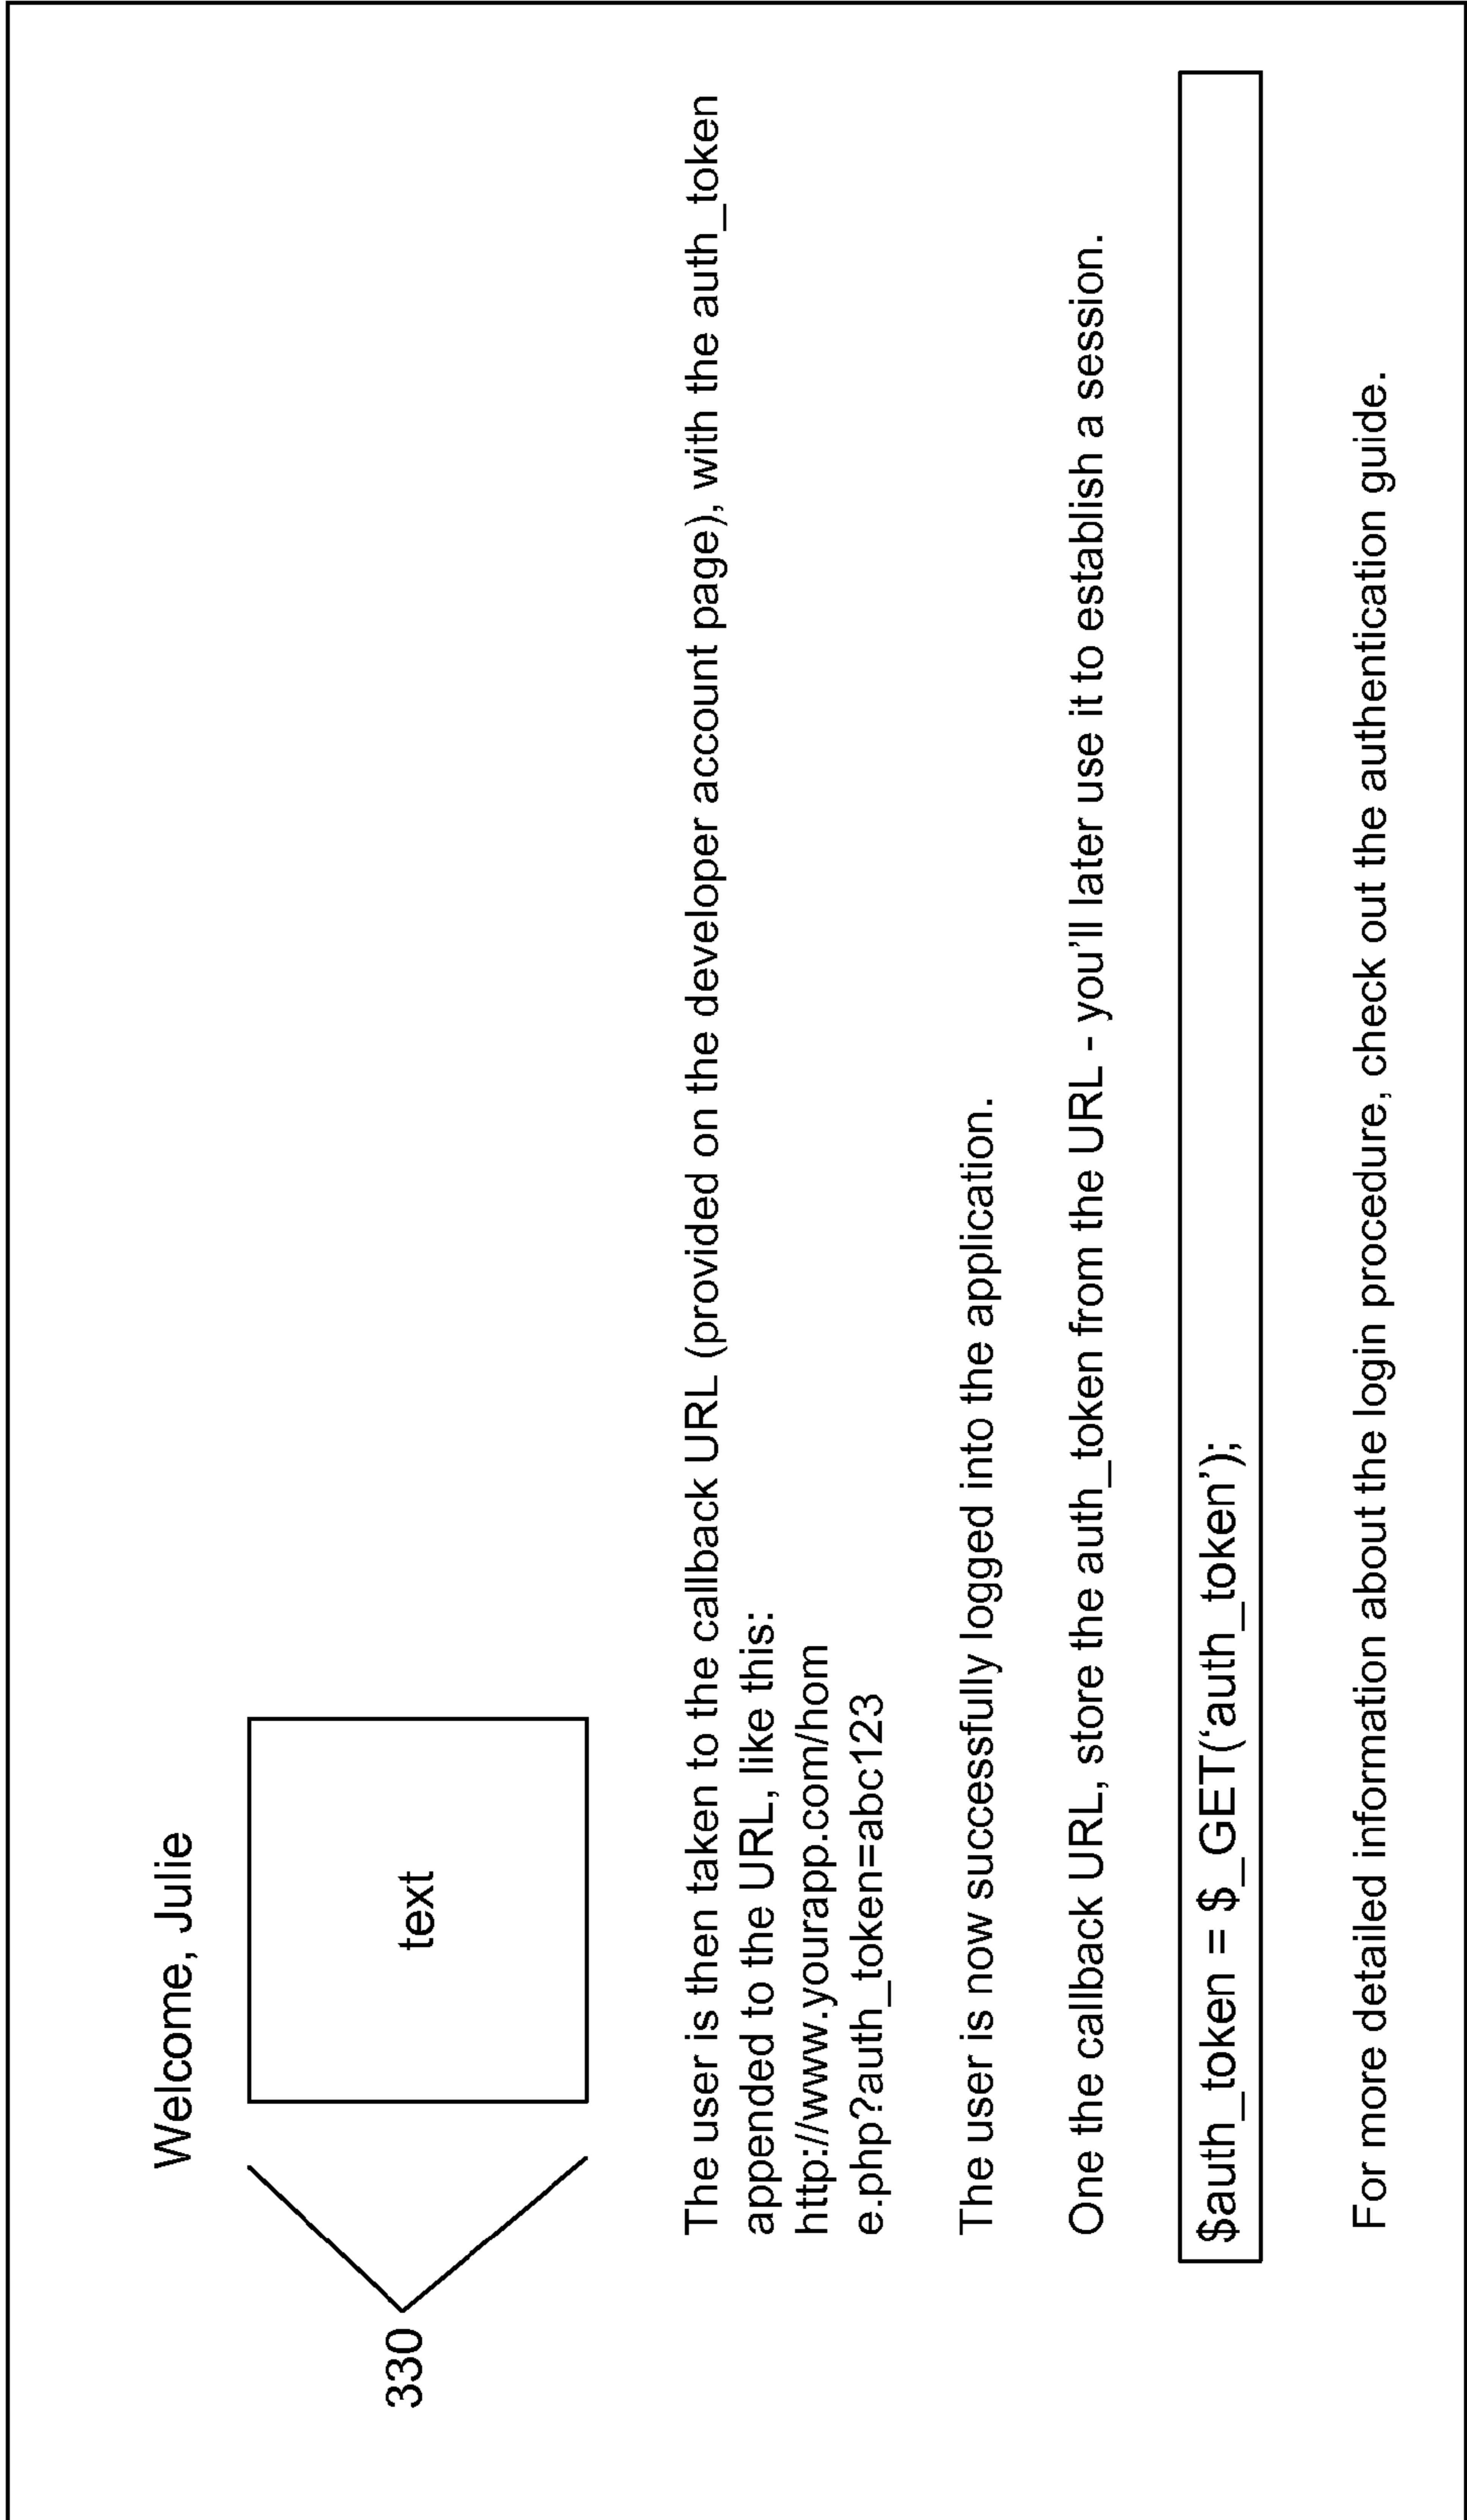 Welcome, Julie
330
text
The user is then taken to the callback URL (provided on the developer account page), with the auth_token
appended to the URL, like this:
http://www.yourapp.com/hom
e.php?auth_token=abc123
The user is now successfully logged into the application.
One the callback URL, store the auth_token from the URL - you'll later use it to establish a session.
$auth_token = $_GET(‘auth_token’);
For more detailed information about the login procedure, check out the authentication guide.